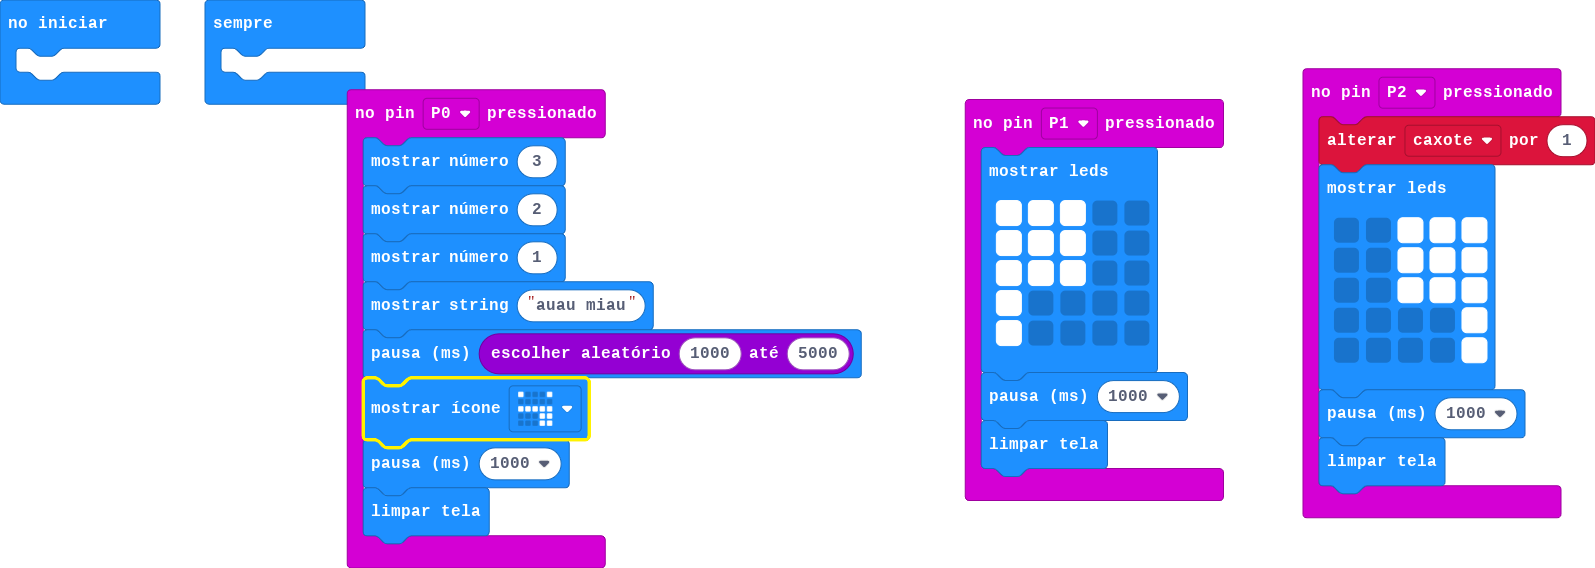 no iniciar
sempre
no pin P0 pressionado
mostrar número 3
mostrar número 2
mostrar número 1
mostrar string "auau miau"
pausa (ms) escolher aleatório 1000 até 5000
mostrar ícone
pausa (ms) 1000
limpar tela
no pin P1 pressionado
mostrar leds
pausa (ms) 1000
limpar tela
no pin P2 pressionado
alterar caxote por 1
mostrar leds
pausa (ms) 1000
limpar tela